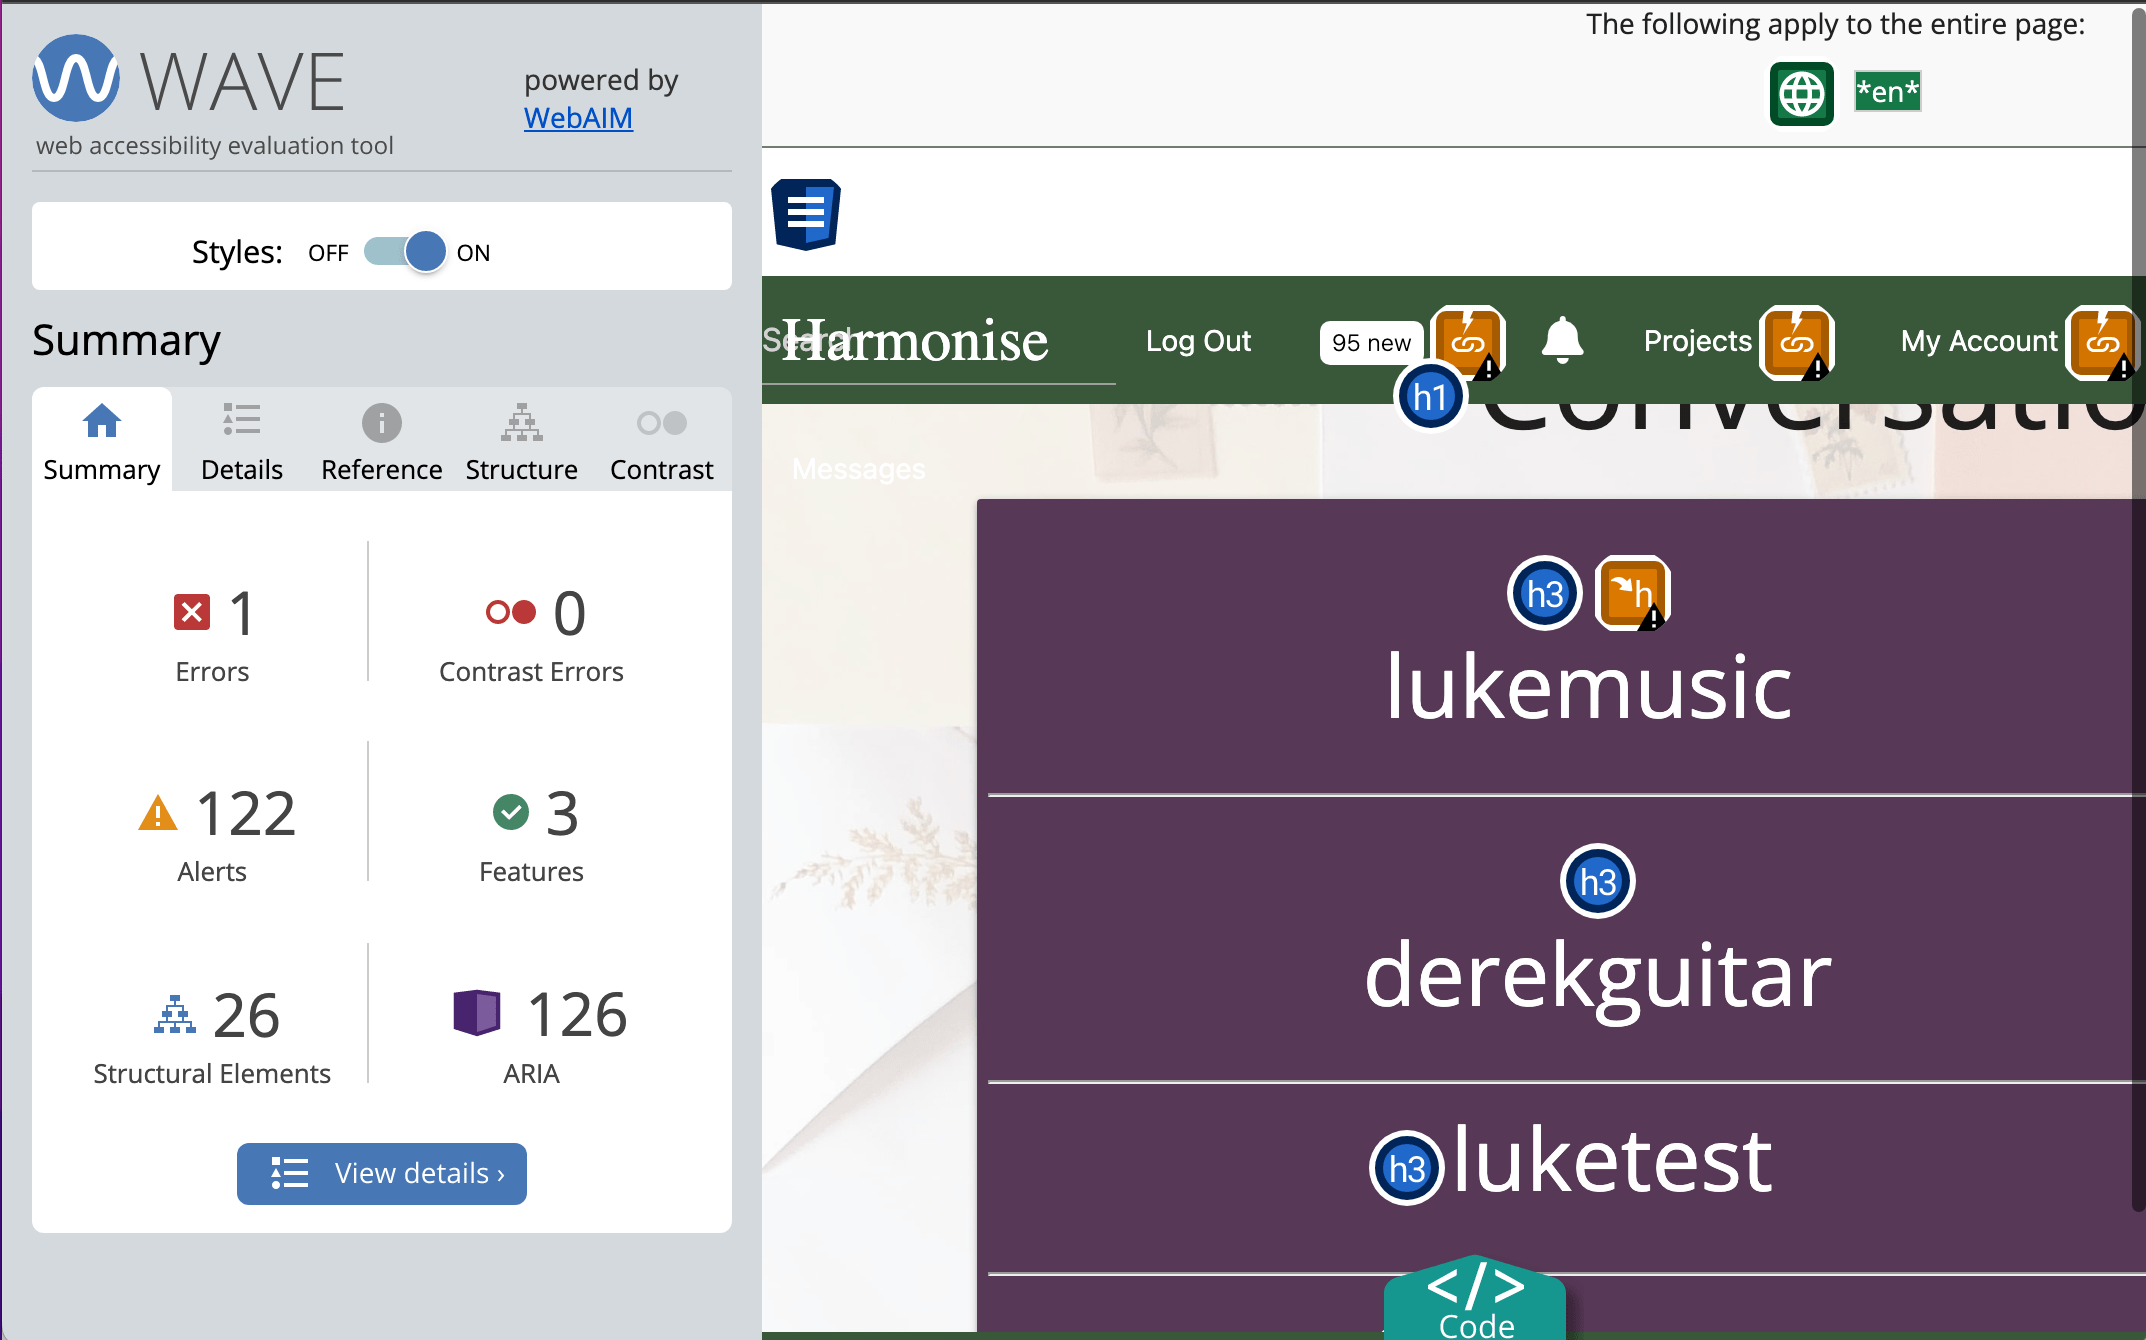 WAVE
web accessibility evaluation tool
powered by
WebAIM
Styles: OFF ON
Summary
Summary Details Reference Structure Contrast
1
Errors
0
Contrast Errors
122
Alerts
3
Features
26
Structural Elements
126
ARIA
View details ›
The following apply to the entire page:
*en*
Search
Harmonise Log Out 95 new Projects My Account
h1
Conversatio
Messages
h3 h
lukemusic
h3
derekguitar
h3 luketest
</>
Code